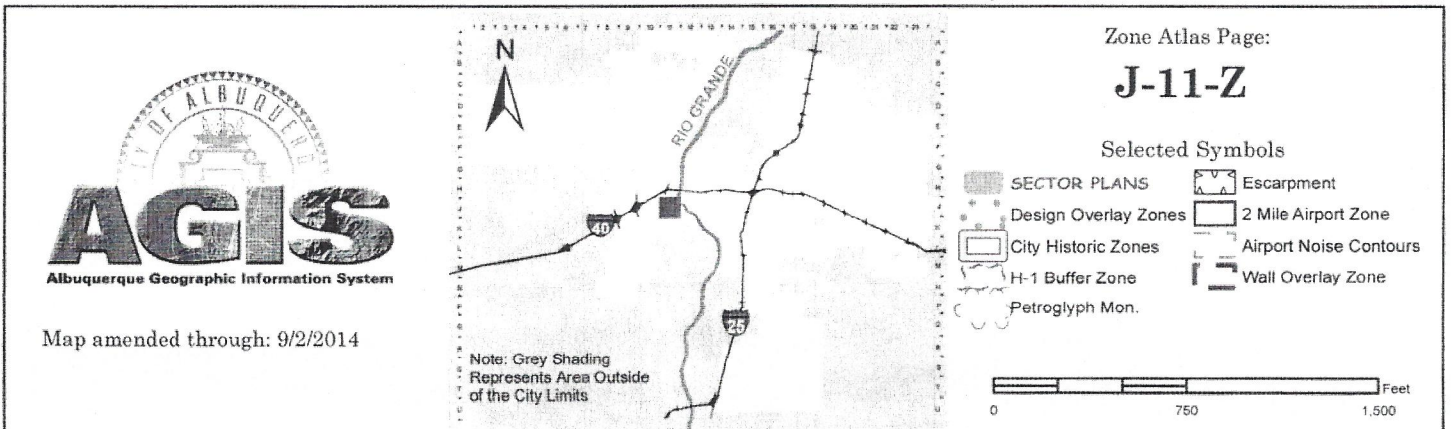 CITY OF ALBUQUERQUE
AGIS
Albuquerque Geographic Information System
Map amended through: 9/2/2014
N
RIO GRANDE
40
25
Note: Grey Shading
Represents Area Outside
of the City Limits
Zone Atlas Page:
J-11-Z
Selected Symbols
SECTOR PLANS
Escarpment
Design Overlay Zones
2 Mile Airport Zone
City Historic Zones
Airport Noise Contours
H-1 Buffer Zone
Wall Overlay Zone
Petroglyph Mon.
Feet
0 750 1,500